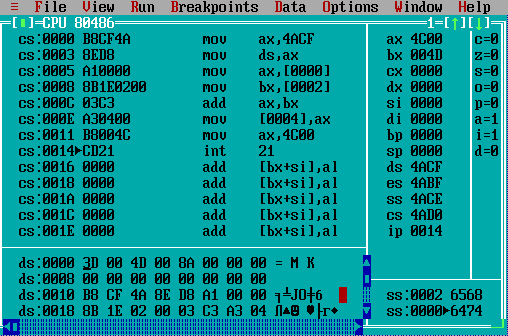 ≡ File View Run Breakpoints Data Options Window Help
[▮]=CPU 80486 1=[↑][↓]
cs:0000 B8CF4A mov ax,4ACF ax 4C00 c=0
cs:0003 8ED8 mov ds,ax bx 004D z=0
cs:0005 A10000 mov ax,[0000] cx 0000 s=0
cs:0008 8B1E0200 mov bx,[0002] dx 0000 o=0
cs:000C 03C3 add ax,bx si 0000 p=0
cs:000E A30400 mov [0004],ax di 0000 a=1
cs:0011 B8004C mov ax,4C00 bp 0000 i=1
cs:0014►CD21 int 21 sp 0000 d=0
cs:0016 0000 add [bx+si],al ds 4ACF
cs:0018 0000 add [bx+si],al es 4ABF
cs:001A 0000 add [bx+si],al ss 4ACE
cs:001C 0000 add [bx+si],al cs 4AD0
cs:001E 0000 add [bx+si],al ip 0014
ds:0000 3D 00 4D 00 8A 00 00 00 = M K
ds:0008 00 00 00 00 00 00 00 00
ds:0010 B8 CF 4A 8E D8 A1 00 00 ╕╧JO╪б ss:0002 6568
ds:0018 8B 1E 02 00 03 C3 A3 04 Л▲☻ ♥├г♦ ss:0000►6474